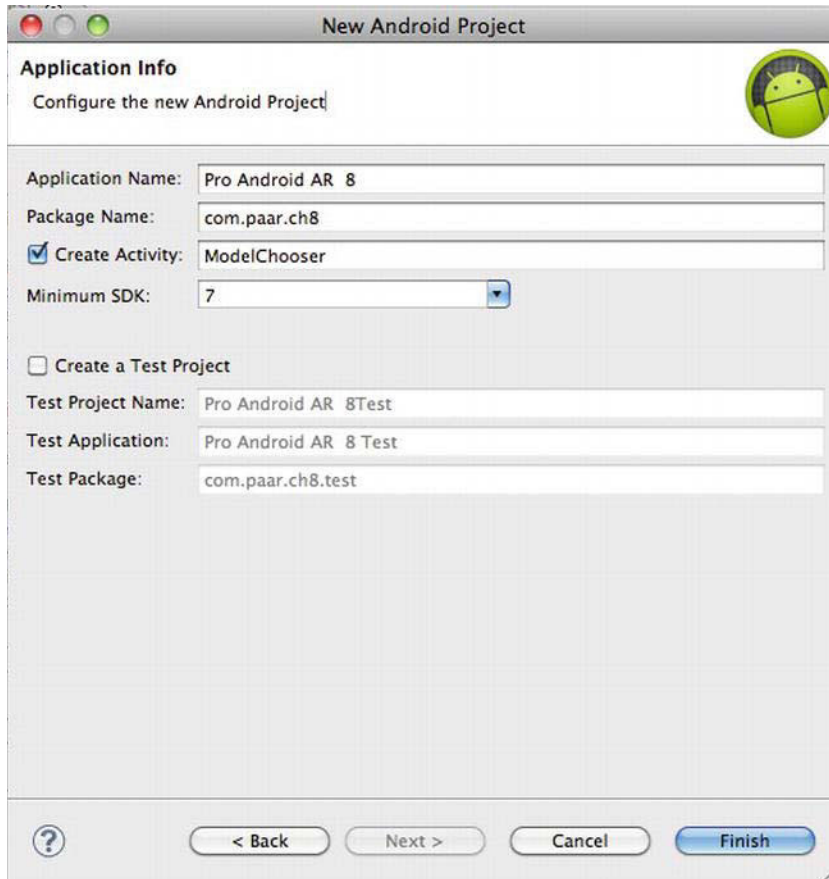 New Android Project
Application Info
Configure the new Android Project
Application Name: Pro Android AR  8
Package Name: com.paar.ch8
Create Activity: ModelChooser
Minimum SDK: 7
Create a Test Project
Test Project Name: Pro Android AR  8Test
Test Application: Pro Android AR  8 Test
Test Package: com.paar.ch8.test
? < Back Next > Cancel Finish